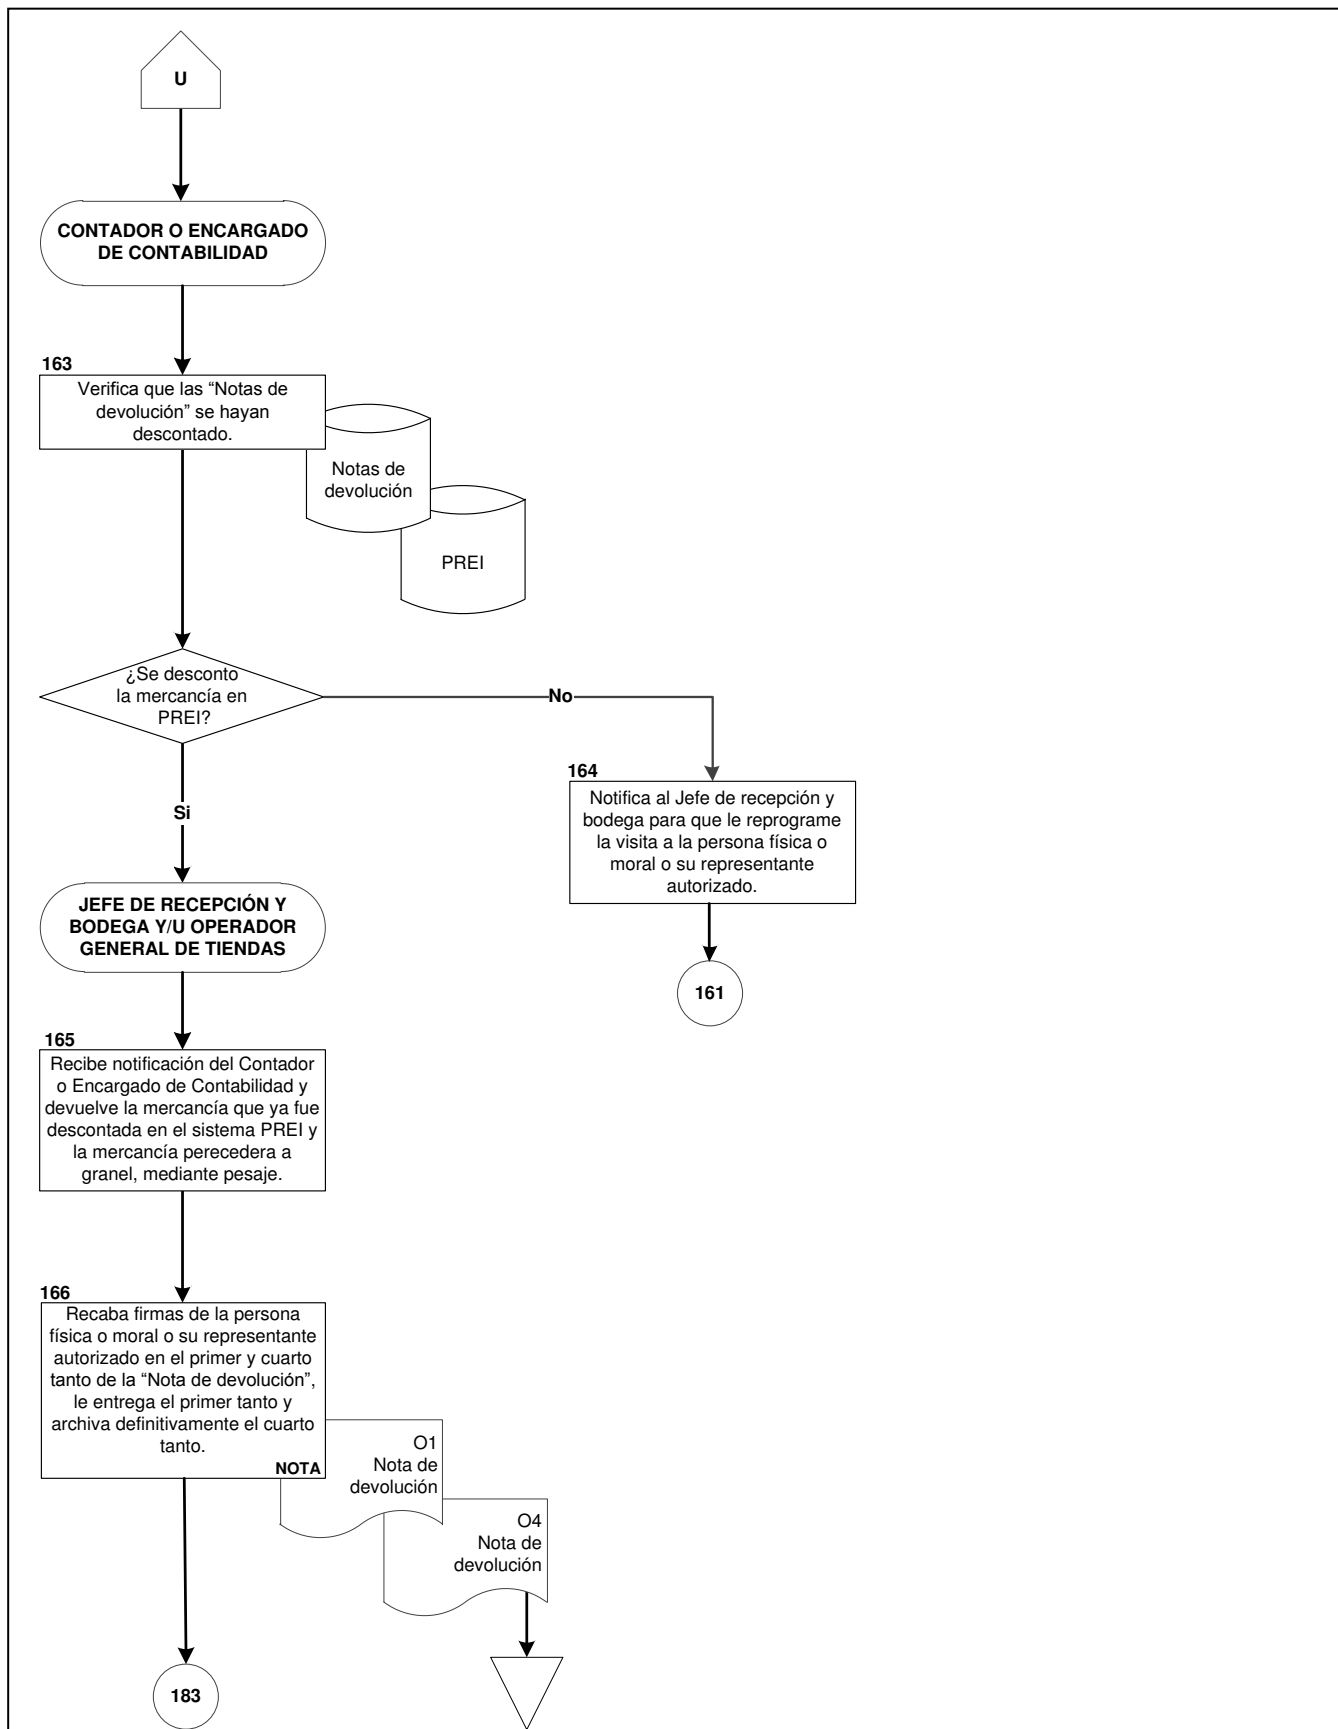 U
CONTADOR O ENCARGADO
DE CONTABILIDAD
163
Verifica que las “Notas de
devolución” se hayan
descontado.
Notas de
devolución
PREI
¿Se desconto
la mercancía en
PREI?
No
Si
164
Notifica al Jefe de recepción y
bodega para que le reprograme
la visita a la persona física o
moral o su representante
autorizado.
161
JEFE DE RECEPCIÓN Y
BODEGA Y/U OPERADOR
GENERAL DE TIENDAS
165
Recibe notificación del Contador
o Encargado de Contabilidad y
devuelve la mercancía que ya fue
descontada en el sistema PREI y
la mercancía perecedera a
granel, mediante pesaje.
166
Recaba firmas de la persona
física o moral o su representante
autorizado en el primer y cuarto
tanto de la “Nota de devolución”,
le entrega el primer tanto y
archiva definitivamente el cuarto
tanto.
NOTA
O1
Nota de
devolución
O4
Nota de
devolución
183